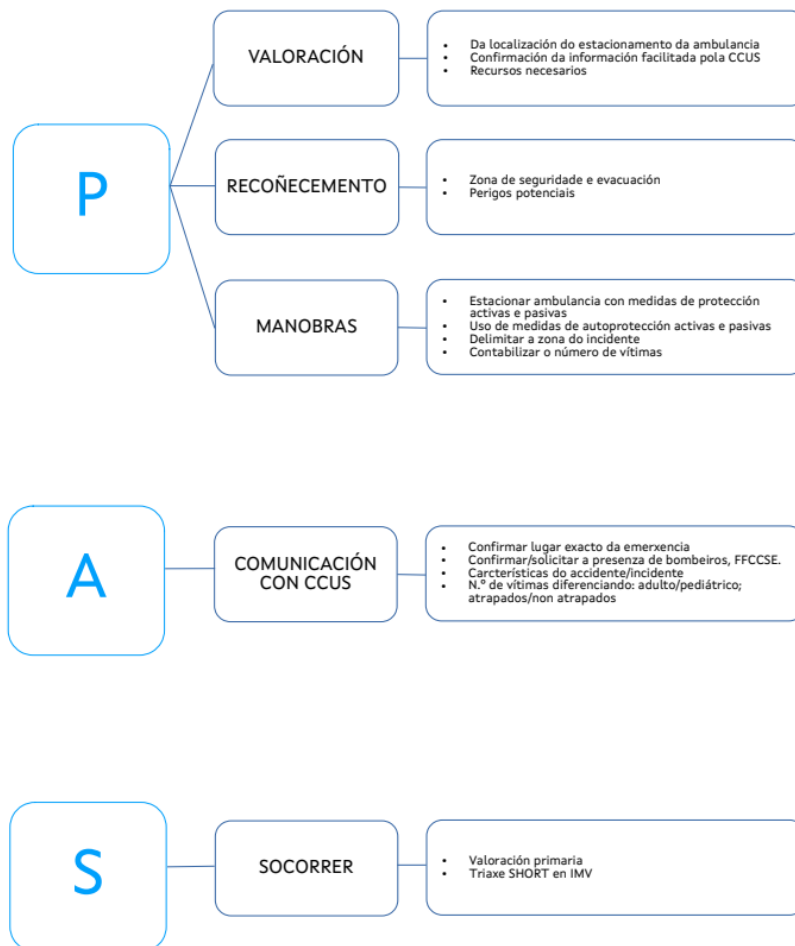 P
VALORACIÓN
• Da localización do estacionamento da ambulancia
• Confirmación da información facilitada pola CCUS
• Recursos necesarios
RECOÑECEMENTO
• Zona de seguridade e evacuación
• Perigos potenciais
MANOBRAS
• Estacionar ambulancia con medidas de protección
activas e pasivas
• Uso de medidas de autoprotección activas e pasivas
• Delimitar a zona do incidente
• Contabilizar o número de vítimas
A
COMUNICACIÓN
CON CCUS
• Confirmar lugar exacto da emerxencia
• Confirmar/solicitar a presenza de bombeiros, FFCCSE.
• Carcterísticas do accidente/incidente
• N.º de vítimas diferenciando: adulto/pediátrico;
atrapados/non atrapados
S
SOCORRER
• Valoración primaria
• Triaxe SHORT en IMV